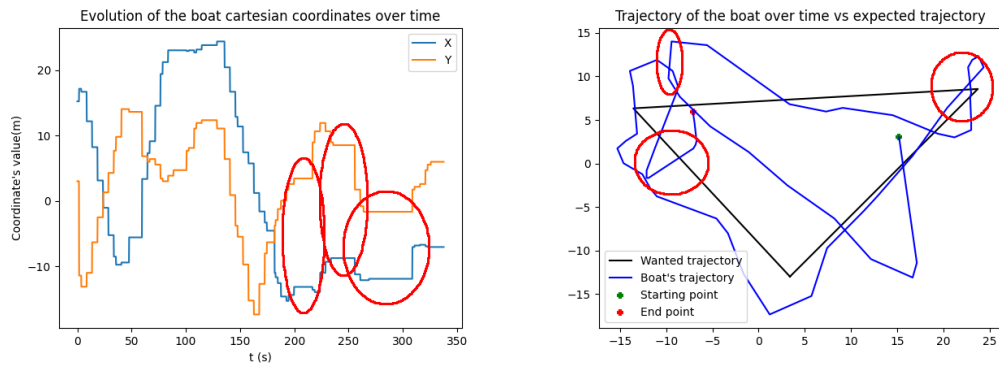 Evolution of the boat cartesian coordinates over time
Coordinate's value(m)
20
10
0
−10
0
50
100
150
200
250
300
350
t (s)
X
Y
Trajectory of the boat over time vs expected trajectory
15
10
5
0
−5
−10
−15
−15
−10
−5
0
5
10
15
20
25
Wanted trajectory
Boat's trajectory
Starting point
End point